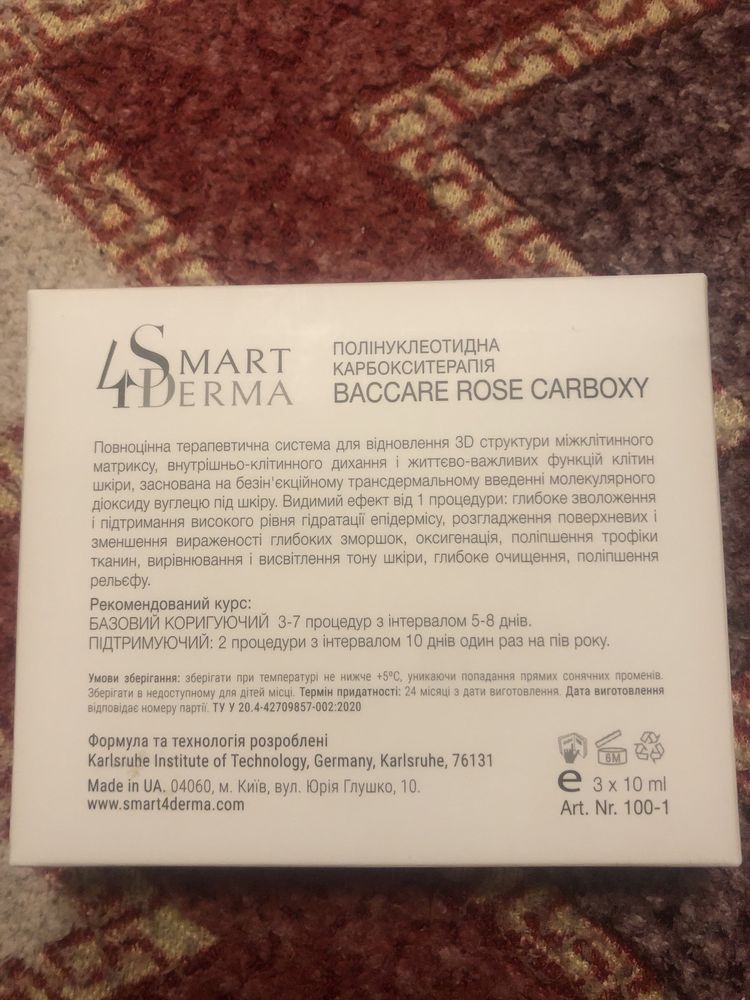 4 SMART DERMA
ПОЛІНУКЛЕОТИДНА
КАРБОКСИТЕРАПІЯ
BACCARE ROSE CARBOXY
Повноцінна терапевтична система для відновлення 3D структури міжклітинного
матриксу, внутрішньо-клітинного дихання і життєво-важливих функцій клітин
шкіри, заснована на безін'єкційному трансдермальному введенні молекулярного
діоксиду вуглецю під шкіру. Видимий ефект від 1 процедури: глибоке зволоження
і підтримання високого рівня гідратації епідермісу, розгладження поверхневих і
зменшення вираженості глибоких зморшок, оксигенація, поліпшення трофіки
тканин, вирівнювання і висвітлення тону шкіри, глибоке очищення, поліпшення
рельєфу.
Рекомендований курс:
БАЗОВИЙ КОРИГУЮЧИЙ 3-7 процедур з інтервалом 5-8 днів.
ПІДТРИМУЮЧИЙ: 2 процедури з інтервалом 10 днів один раз на пів року.
Умови зберігання: зберігати при температурі не нижче +5ºC, уникаючи попадання прямих сонячних променів.
Зберігати в недоступному для дітей місці. Термін придатності: 24 місяці з дати виготовлення. Дата виготовлення
відповідає номеру партії. ТУ У 20.4-42709857-002:2020
Формула та технологія розроблені
Karlsruhe Institute of Technology, Germany, Karlsruhe, 76131
Made in UA. 04060, м. Київ, вул. Юрія Глушко, 10.
www.smart4derma.com
6M
e 3 x 10 ml
Art. Nr. 100-1